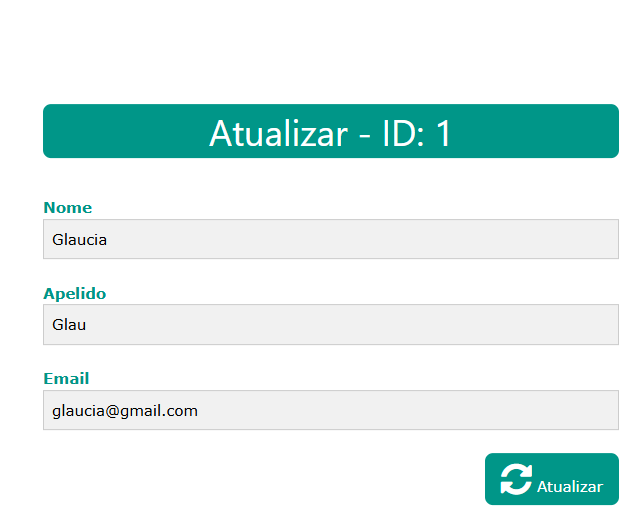 Atualizar - ID: 1
Nome
Glaucia
Apelido
Glau
Email
glaucia@gmail.com
Atualizar